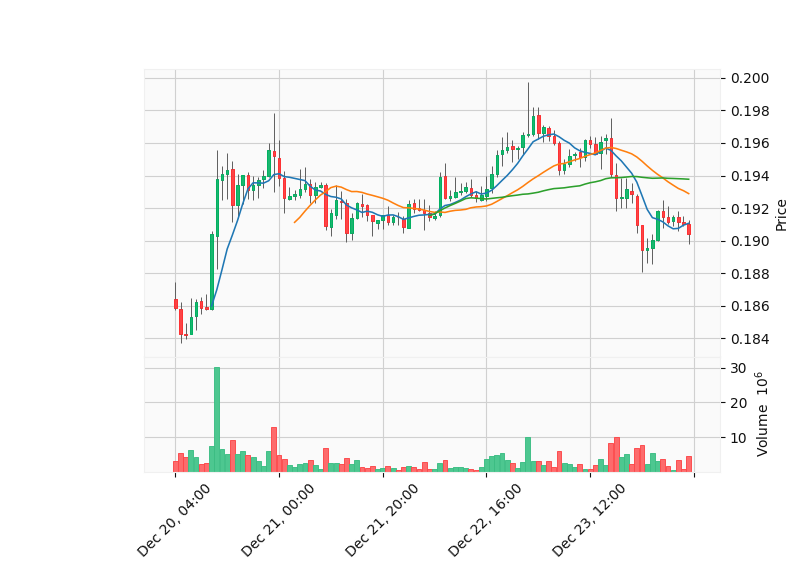 0.200
0.198
0.196
0.194
0.192
0.190
0.188
0.186
0.184
Price
30
20
10
Volume 10^6
Dec 20, 04:00
Dec 21, 00:00
Dec 21, 20:00
Dec 22, 16:00
Dec 23, 12:00